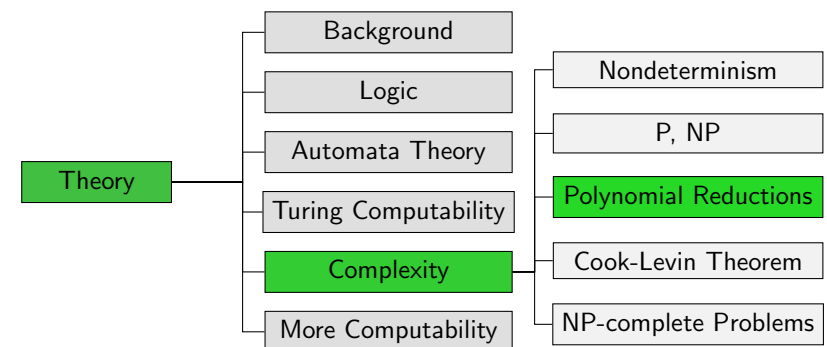 Theory
Background
Logic
Automata Theory
Turing Computability
Complexity
More Computability
Nondeterminism
P, NP
Polynomial Reductions
Cook-Levin Theorem
NP-complete Problems